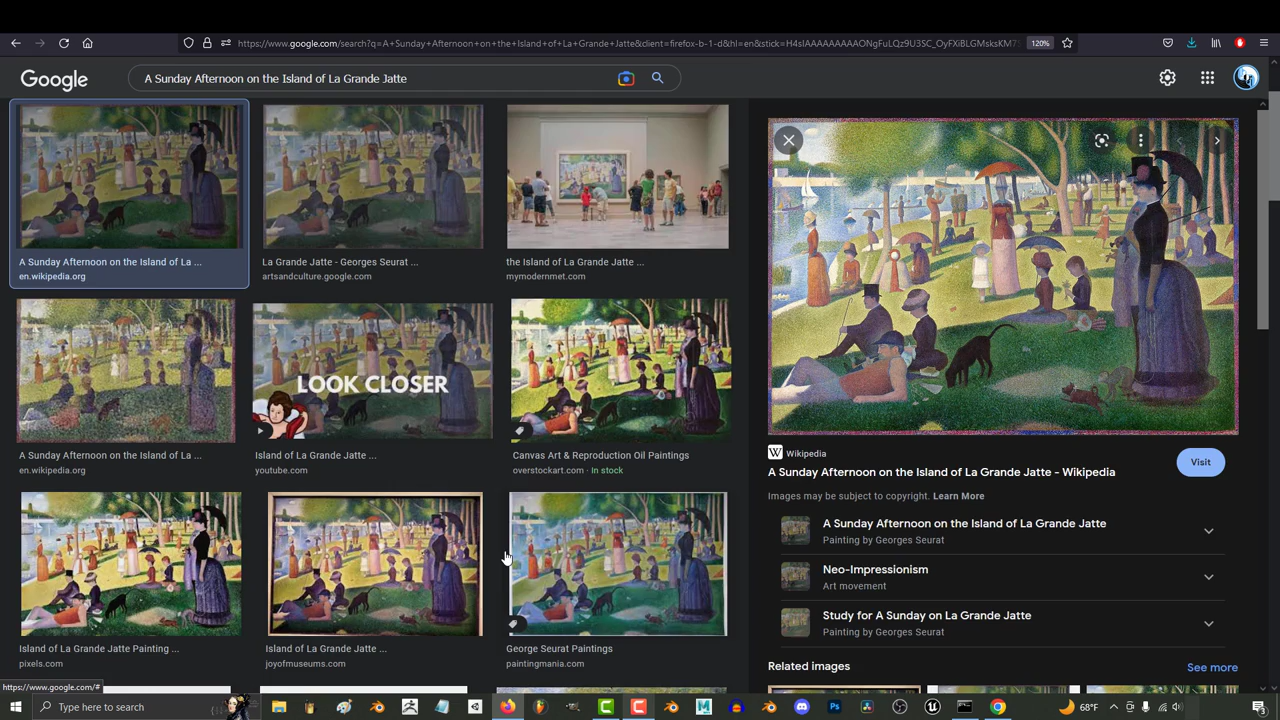 https://www.google.com/search?q=A+Sunday+Afternoon+on+the+Island+of+La+Grande+Jatte&client=firefox-b-1-d&hl=en&stick=
120%
Google
A Sunday Afternoon on the Island of La Grande Jatte
A Sunday Afternoon on the Island of La ...
en.wikipedia.org
La Grande Jatte - Georges Seurat ...
artsandculture.google.com
the Island of La Grande Jatte ...
mymodernmet.com
LOOK CLOSER
A Sunday Afternoon on the Island of La ...
en.wikipedia.org
Island of La Grande Jatte ...
youtube.com
Canvas Art & Reproduction Oil Paintings
overstockart.com · In stock
Island of La Grande Jatte Painting ...
pixels.com
Island of La Grande Jatte ...
joyofmuseums.com
George Seurat Paintings
paintingmania.com
W Wikipedia
A Sunday Afternoon on the Island of La Grande Jatte - Wikipedia
Visit
Images may be subject to copyright. Learn More
A Sunday Afternoon on the Island of La Grande Jatte
Painting by Georges Seurat
Neo-Impressionism
Art movement
Study for A Sunday on La Grande Jatte
Painting by Georges Seurat
Related images
See more
https://www.google.com/#
Type here to search
68°F